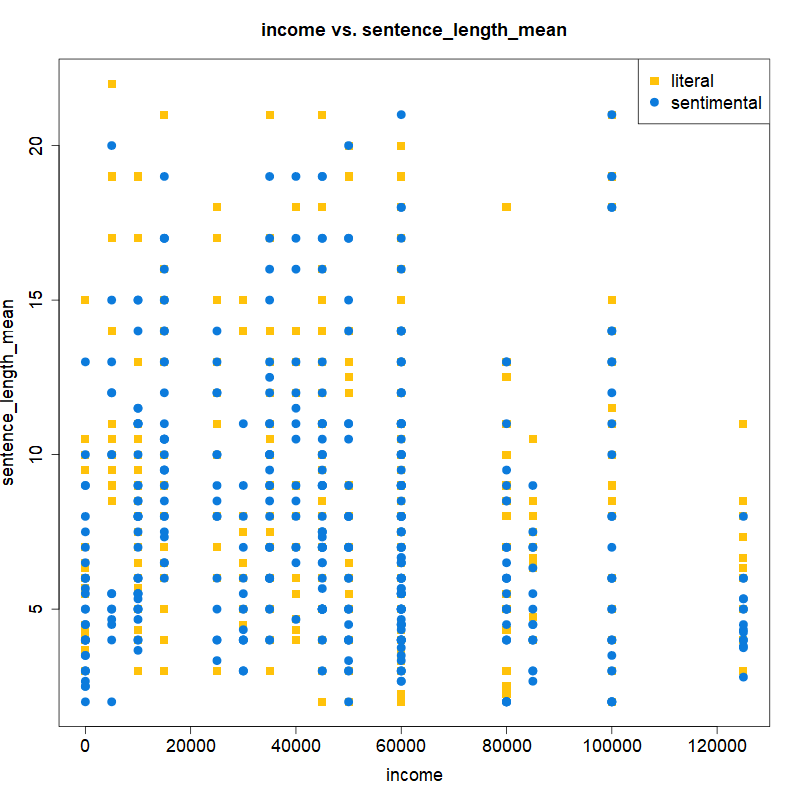 income vs. sentence_length_mean
literal
sentimental
20
15
10
5
sentence_length_mean
0 20000 40000 60000 80000 100000 120000
income